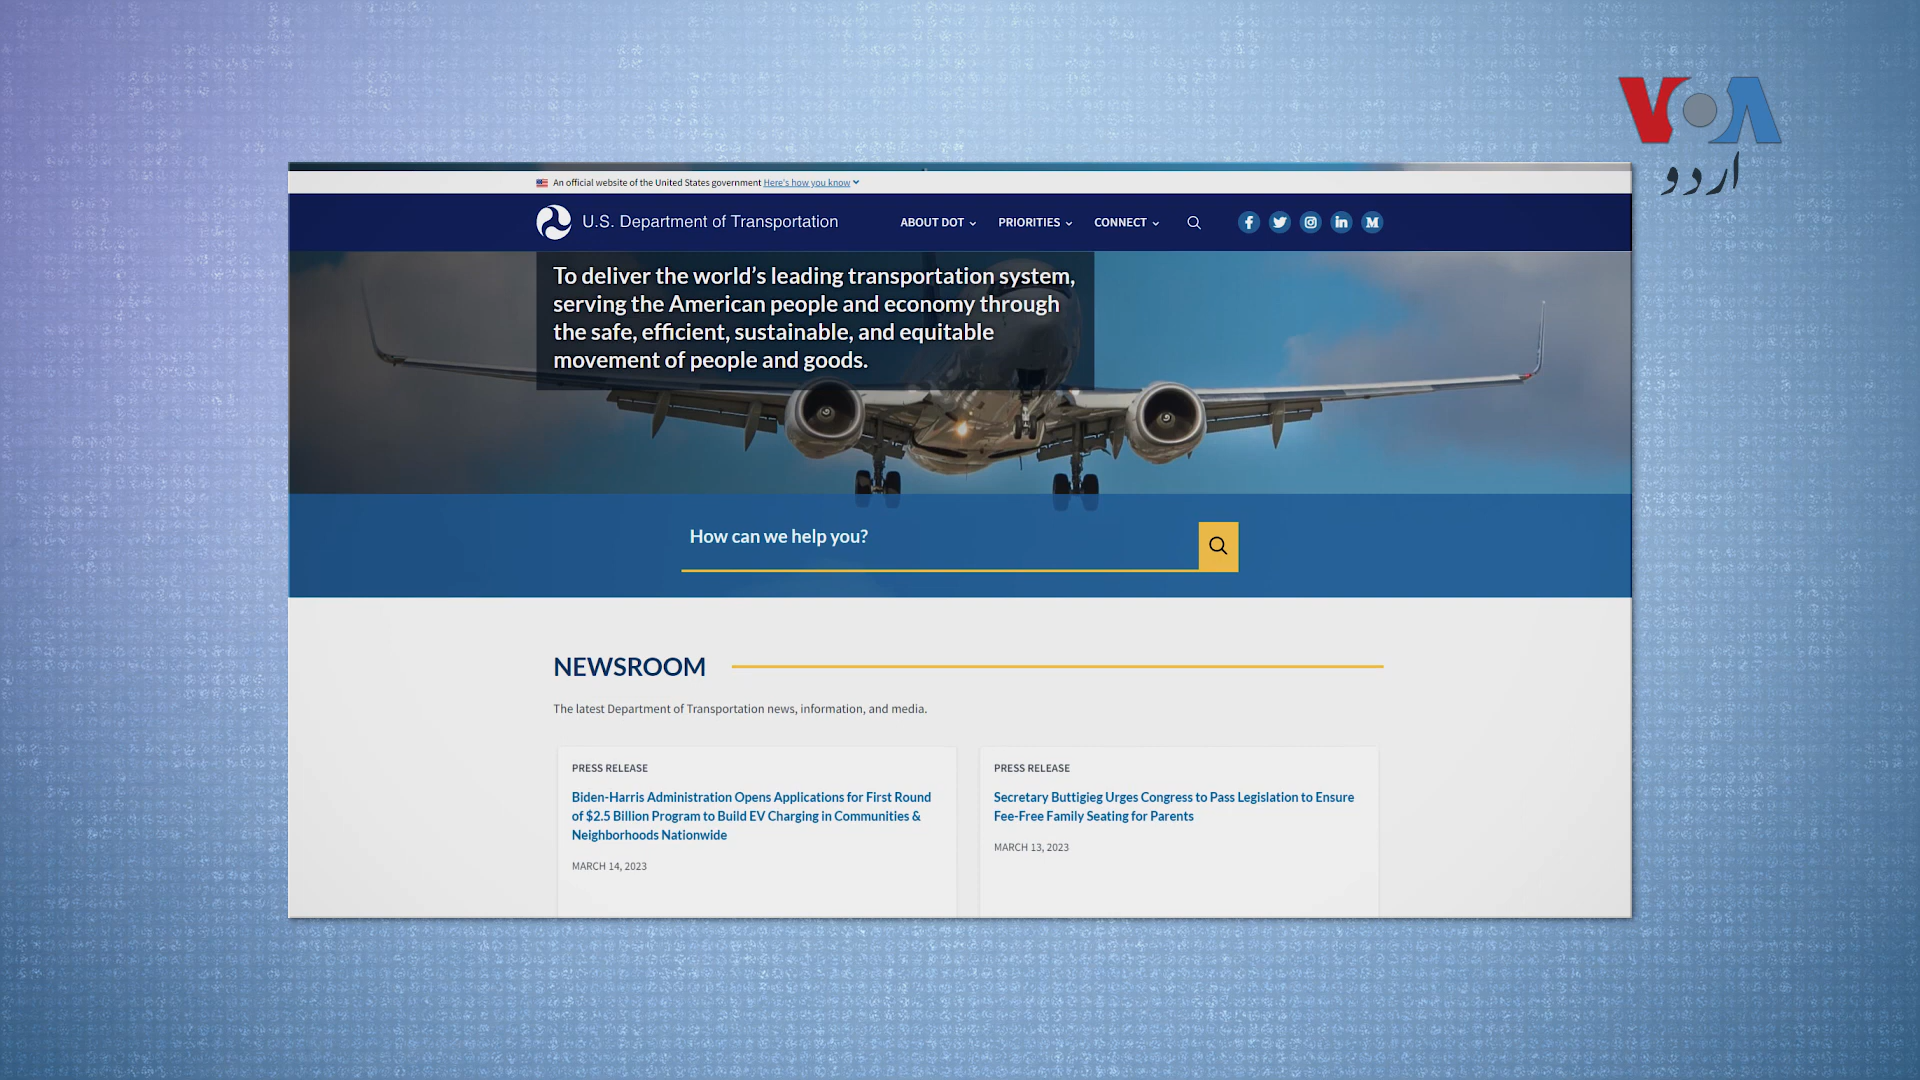 VOA
اردو
An official website of the United States government Here's how you know
U.S. Department of Transportation
ABOUT DOT
PRIORITIES
CONNECT
To deliver the world’s leading transportation system,
serving the American people and economy through
the safe, efficient, sustainable, and equitable
movement of people and goods.
How can we help you?
NEWSROOM
The latest Department of Transportation news, information, and media.
PRESS RELEASE
Biden-Harris Administration Opens Applications for First Round
of $2.5 Billion Program to Build EV Charging in Communities &
Neighborhoods Nationwide
MARCH 14, 2023
PRESS RELEASE
Secretary Buttigieg Urges Congress to Pass Legislation to Ensure
Fee-Free Family Seating for Parents
MARCH 13, 2023